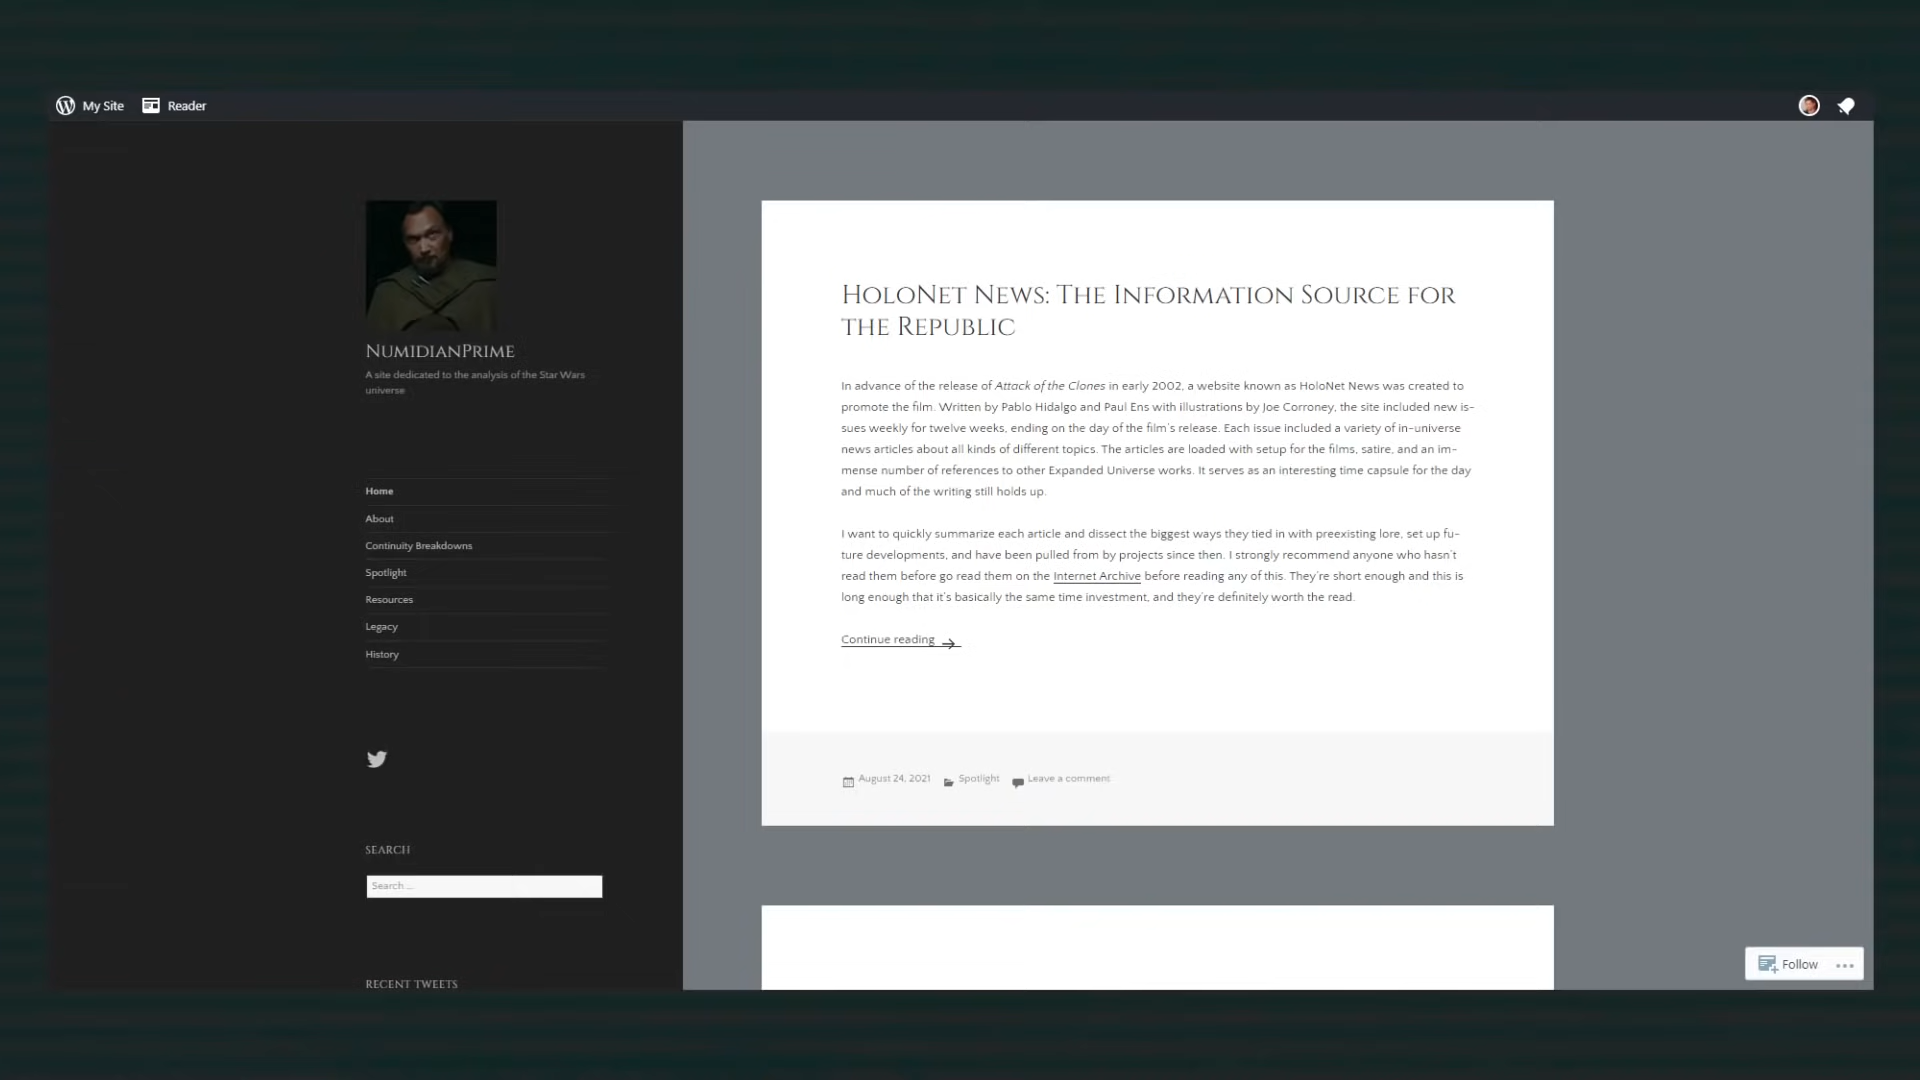 My Site
Reader
NumidianPrime
A site dedicated to the analysis of the Star Wars
universe
Home
About
Continuity Breakdowns
Spotlight
Resources
Legacy
History
SEARCH
Search …
RECENT TWEETS
HoloNet News: The Information Source for
the Republic
In advance of the release of Attack of the Clones in early 2002, a website known as HoloNet News was created to
promote the film. Written by Pablo Hidalgo and Paul Ens with illustrations by Joe Corroney, the site included new is-
sues weekly for twelve weeks, ending on the day of the film's release. Each issue included a variety of in-universe
news articles about all kinds of different topics. The articles are loaded with setup for the films, satire, and an im-
mense number of references to other Expanded Universe works. It serves as an interesting time capsule for the day
and much of the writing still holds up.
I want to quickly summarize each article and dissect the biggest ways they tied in with preexisting lore, set up fu-
ture developments, and have been pulled from by projects since then. I strongly recommend anyone who hasn't
read them before go read them on the Internet Archive before reading any of this. They're short enough and this is
long enough that it's basically the same time investment, and they're definitely worth the read.
Continue reading →
August 24, 2021 Spotlight Leave a comment
Follow ...